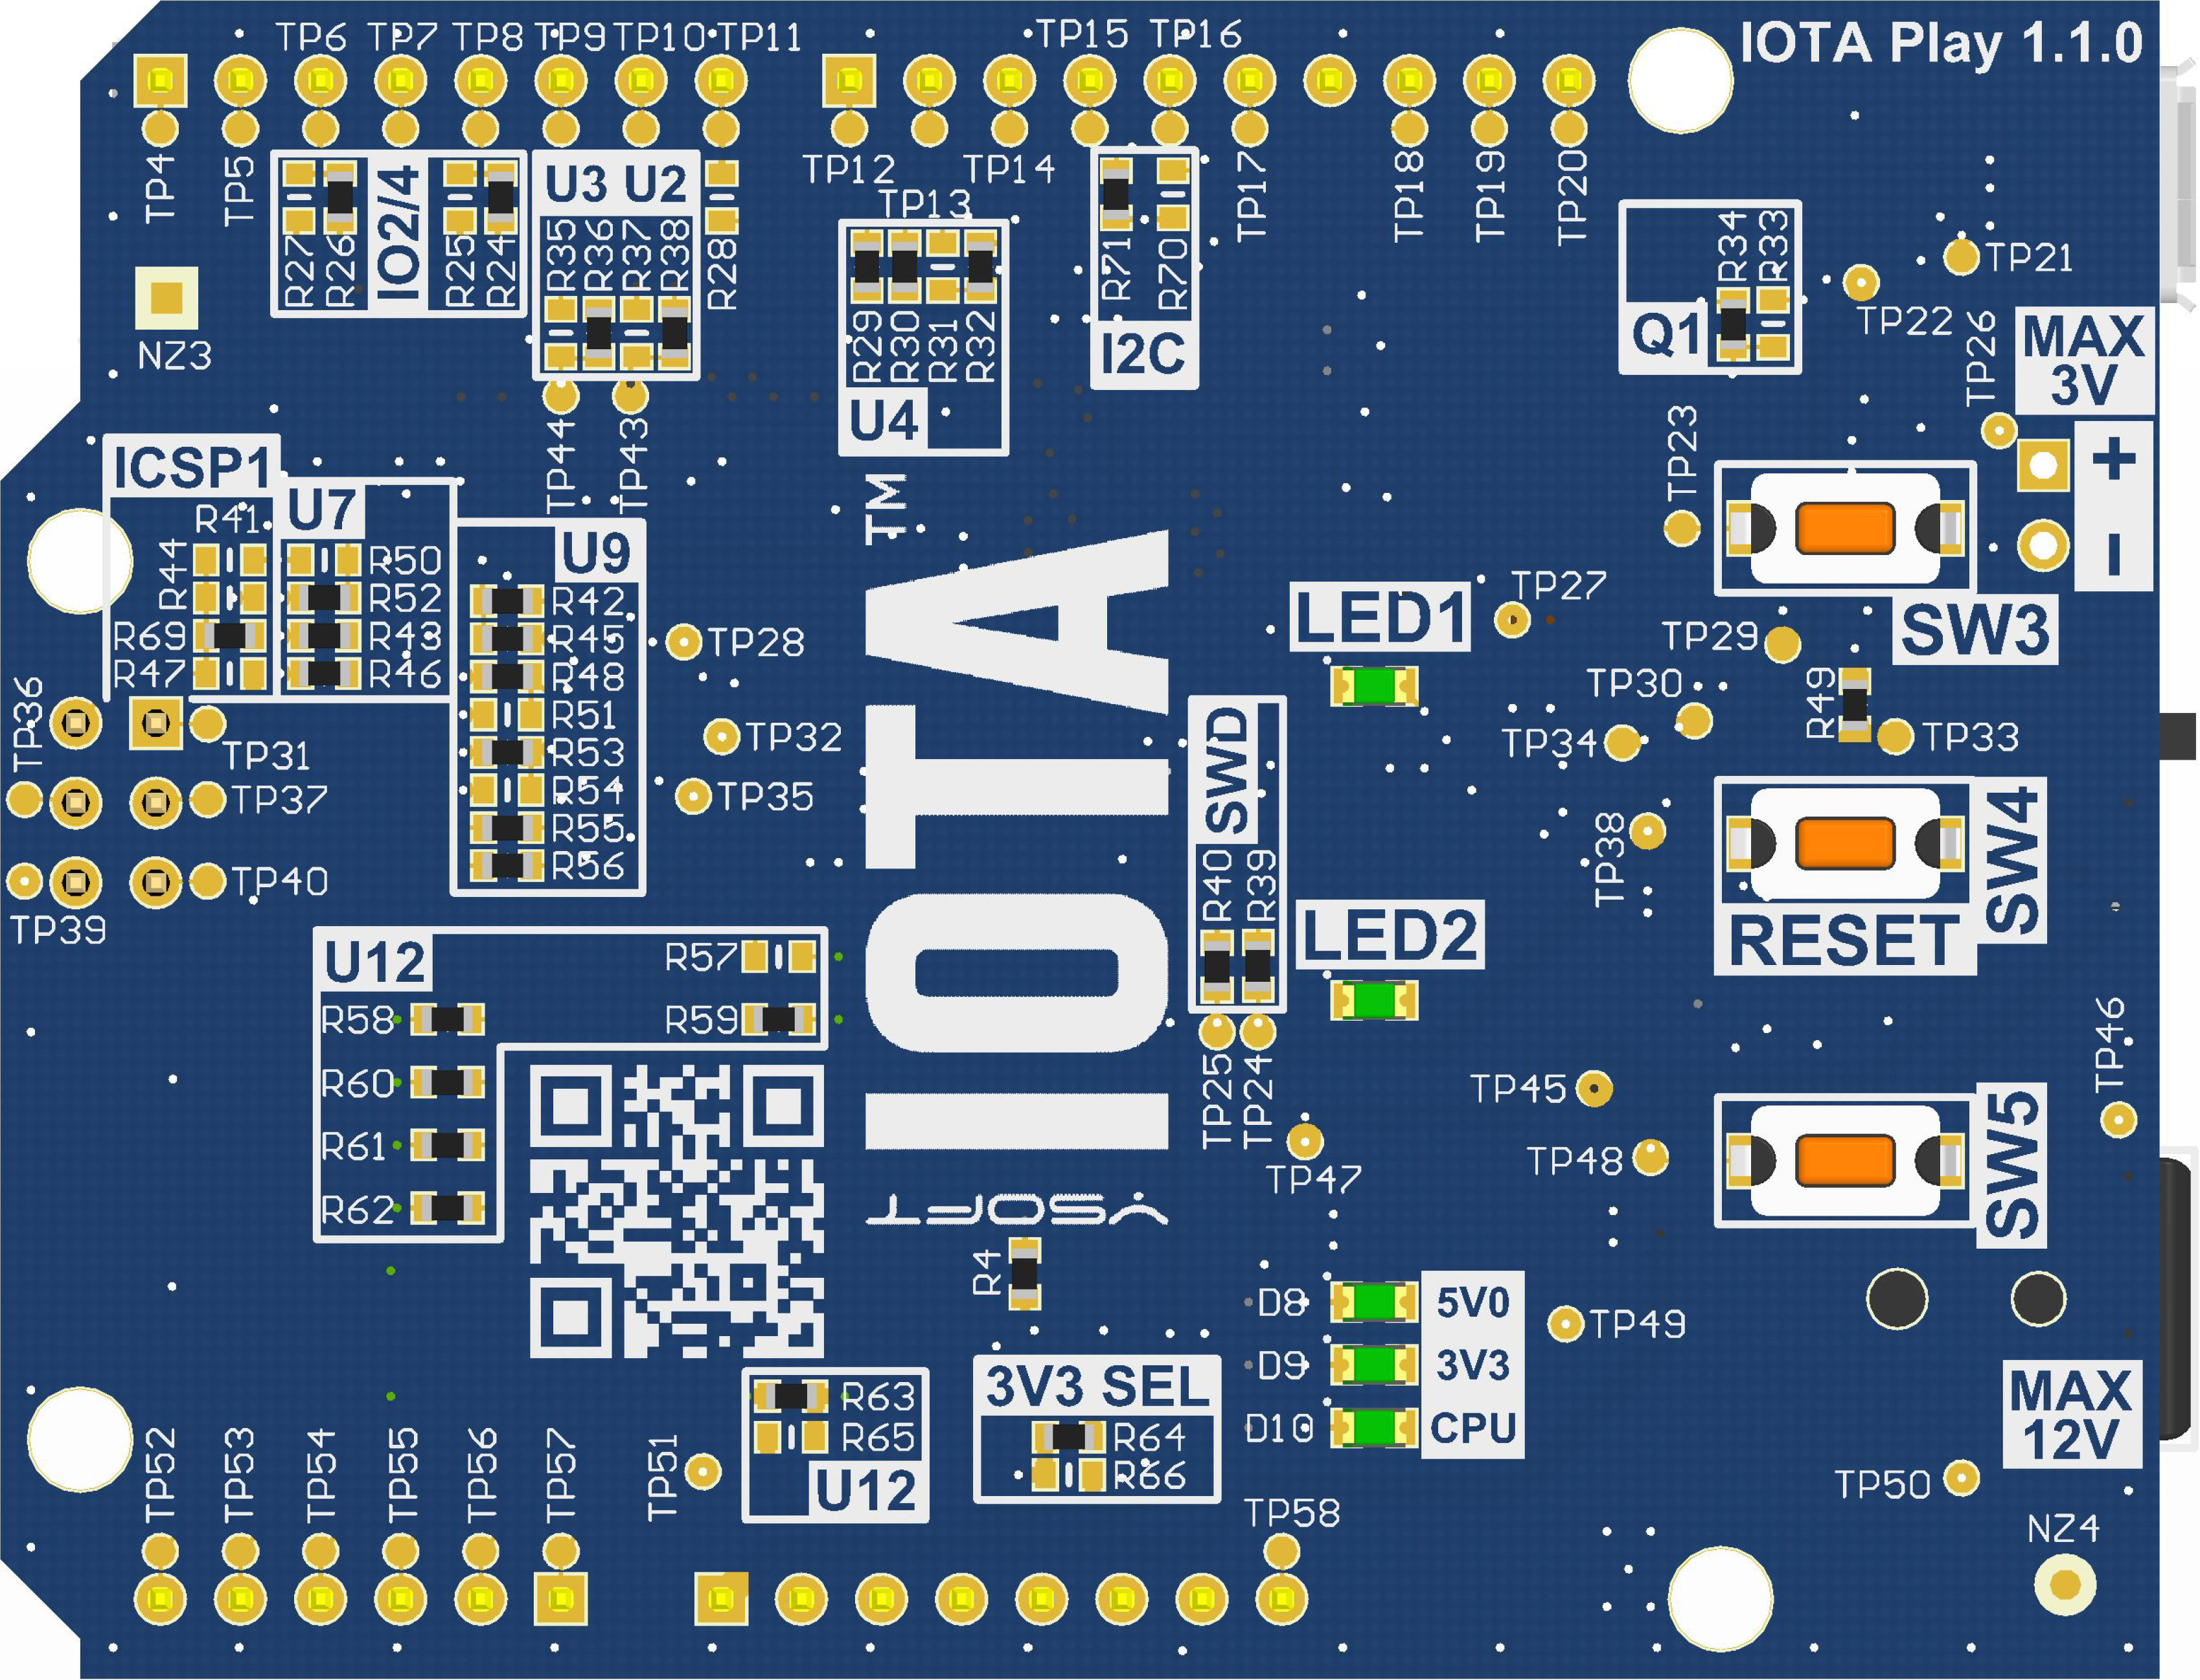 TP6 TP7 TP8 TP9 TP10 TP11
TP15 TP16
IOTA Play 1.1.0
TP4
TP5
TP12
TP13
TP14
TP17
TP18
TP19
TP20
R27
R26
IO2/4
R25
R24
U3 U2
R35
R36
R37
R38
R28
R29
R30
R31
R32
U4
R71
R70
I2C
R34
R33
Q1
TP21
TP22
TP26
MAX
3V
+
-
NZ3
TP44
TP43
TP23
ICSP1
R41
R44
R69
R47
U7
R50
R52
R43
R46
U9
R42
R45
R48
R51
R53
R54
R55
R56
TM
IOTA
YSOFT
TP28
TP32
TP35
LED1
TP27
SW3
TP29
TP30
R49
TP33
TP34
TP36
TP31
TP37
TP40
TP39
SWD
R40
R39
TP25
TP24
LED2
TP38
SW4
RESET
U12
R57
R58
R59
R60
R61
R62
TP45
TP46
TP47
TP48
SW5
R4
D8 5V0
D9 3V3
D10 CPU
TP49
MAX
12V
TP50
3V3 SEL
R64
R66
R63
R65
U12
TP51
TP52
TP53
TP54
TP55
TP56
TP57
TP58
NZ4